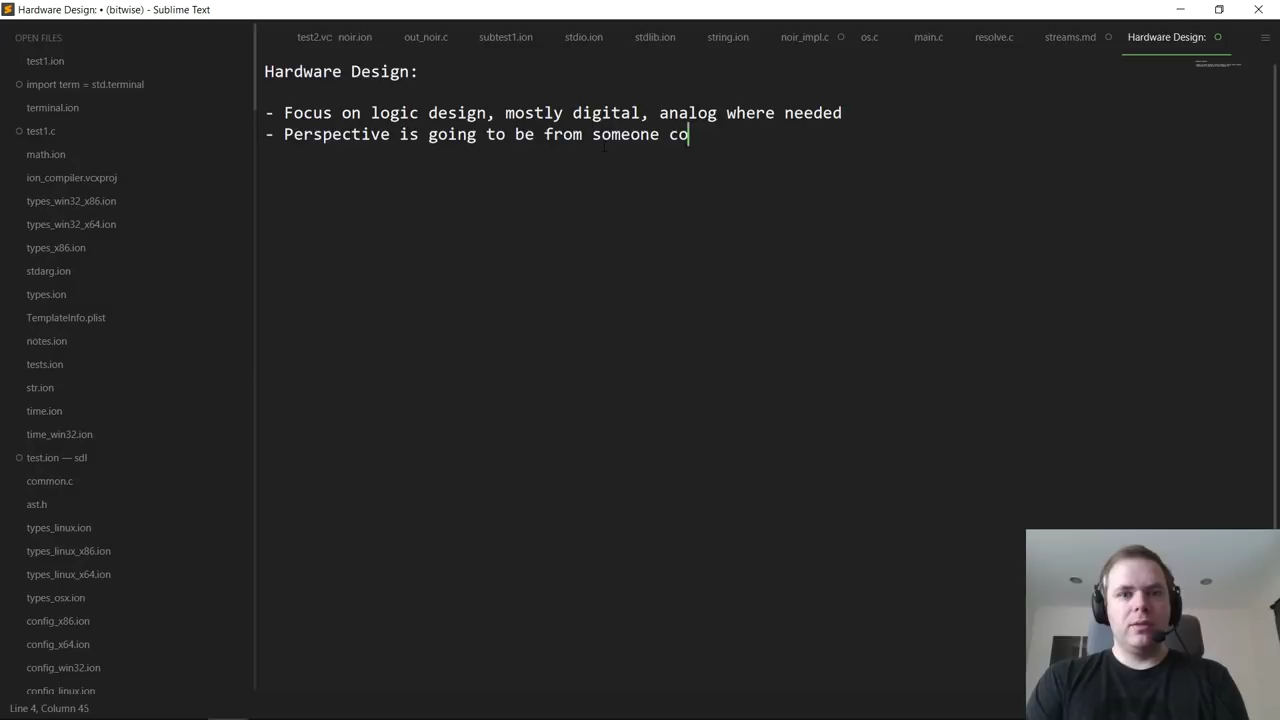 Hardware Design: • (bitwise) - Sublime Text
OPEN FILES
test1.ion
import term = std.terminal
terminal.ion
test1.c
math.ion
ion_compiler.vcxproj
types_win32_x86.ion
types_win32_x64.ion
types_x86.ion
stdarg.ion
types.ion
TemplateInfo.plist
notes.ion
tests.ion
str.ion
time.ion
time_win32.ion
test.ion — sdl
common.c
ast.h
types_linux.ion
types_linux_x86.ion
types_linux_x64.ion
types_osx.ion
config_x86.ion
config_x64.ion
config_win32.ion
config_linux.ion
test2.vc noir.ion out_noir.c subtest1.ion stdio.ion stdlib.ion string.ion noir_impl.c os.c main.c resolve.c streams.md Hardware Design:
Hardware Design:
- Focus on logic design, mostly digital, analog where needed
- Perspective is going to be from someone co
Line 4, Column 45